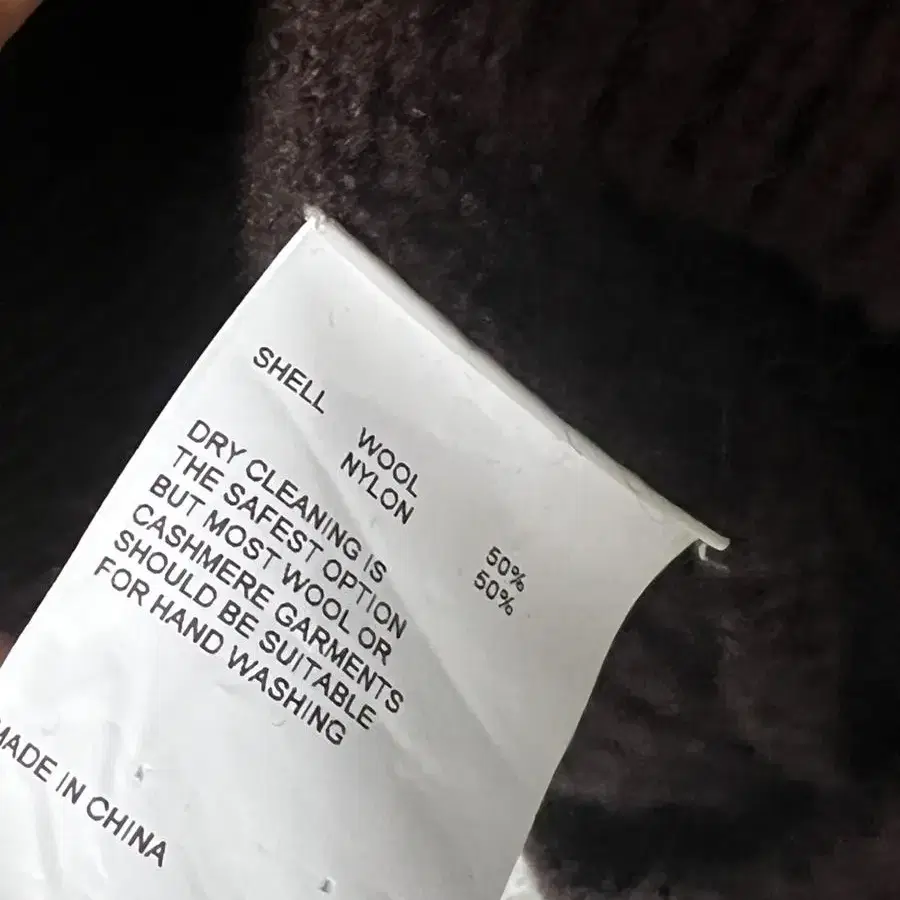 SHELL
WOOL 50%
NYLON 50%
DRY CLEANING IS
THE SAFEST OPTION
BUT MOST WOOL OR
CASHMERE GARMENTS
SHOULD BE SUITABLE
FOR HAND WASHING
MADE IN CHINA